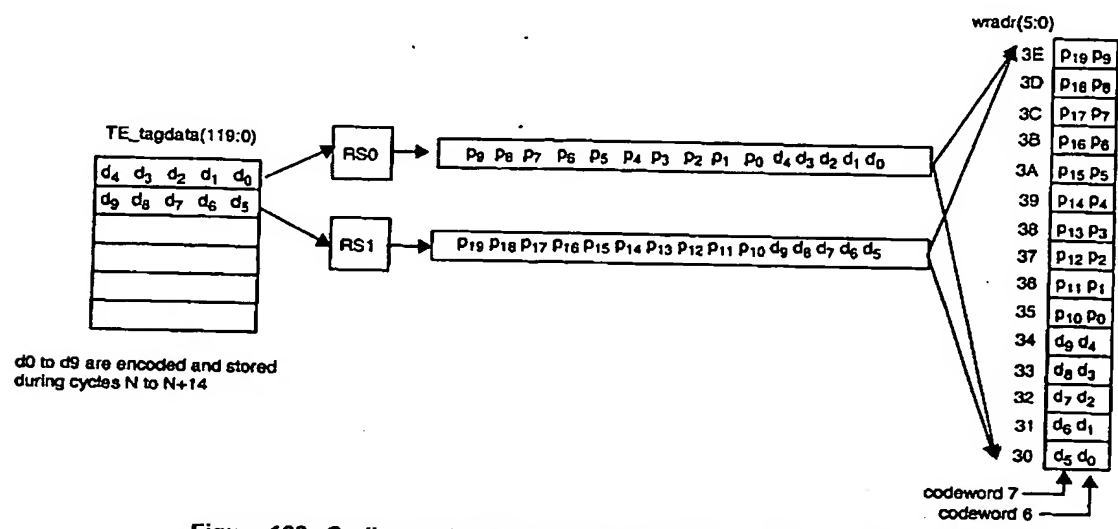 wradr(5:0)
TE_tagdata(119:0)
d4 d3 d2 d1 d0
d9 d8 d7 d6 d5
RS0
RS1
p9 p8 p7 p6 p5 p4 p3 p2 p1 p0 d4 d3 d2 d1 d0
p19 p18 p17 p16 p15 p14 p13 p12 p11 p10 d9 d8 d7 d6 d5
3E p19 p9
3D p18 p8
3C p17 p7
3B p16 p6
3A p15 p5
39 p14 p4
38 p13 p3
37 p12 p2
36 p11 p1
35 p10 p0
34 d9 d4
33 d8 d3
32 d7 d2
31 d6 d1
30 d5 d0
d0 to d9 are encoded and stored
during cycles N to N+14
codeword 7
codeword 6